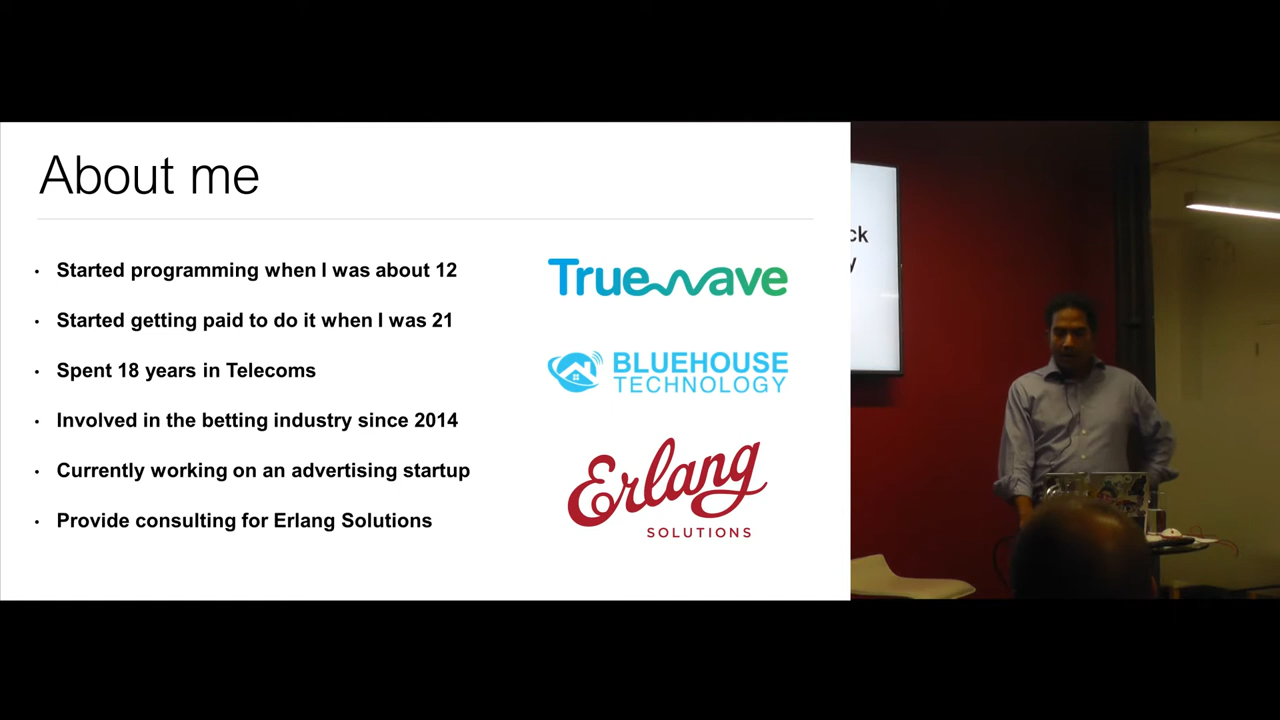 About me
• Started programming when I was about 12
• Started getting paid to do it when I was 21
• Spent 18 years in Telecoms
• Involved in the betting industry since 2014
• Currently working on an advertising startup
• Provide consulting for Erlang Solutions
Truewave
BLUEHOUSE
TECHNOLOGY
Erlang
SOLUTIONS
ck
y